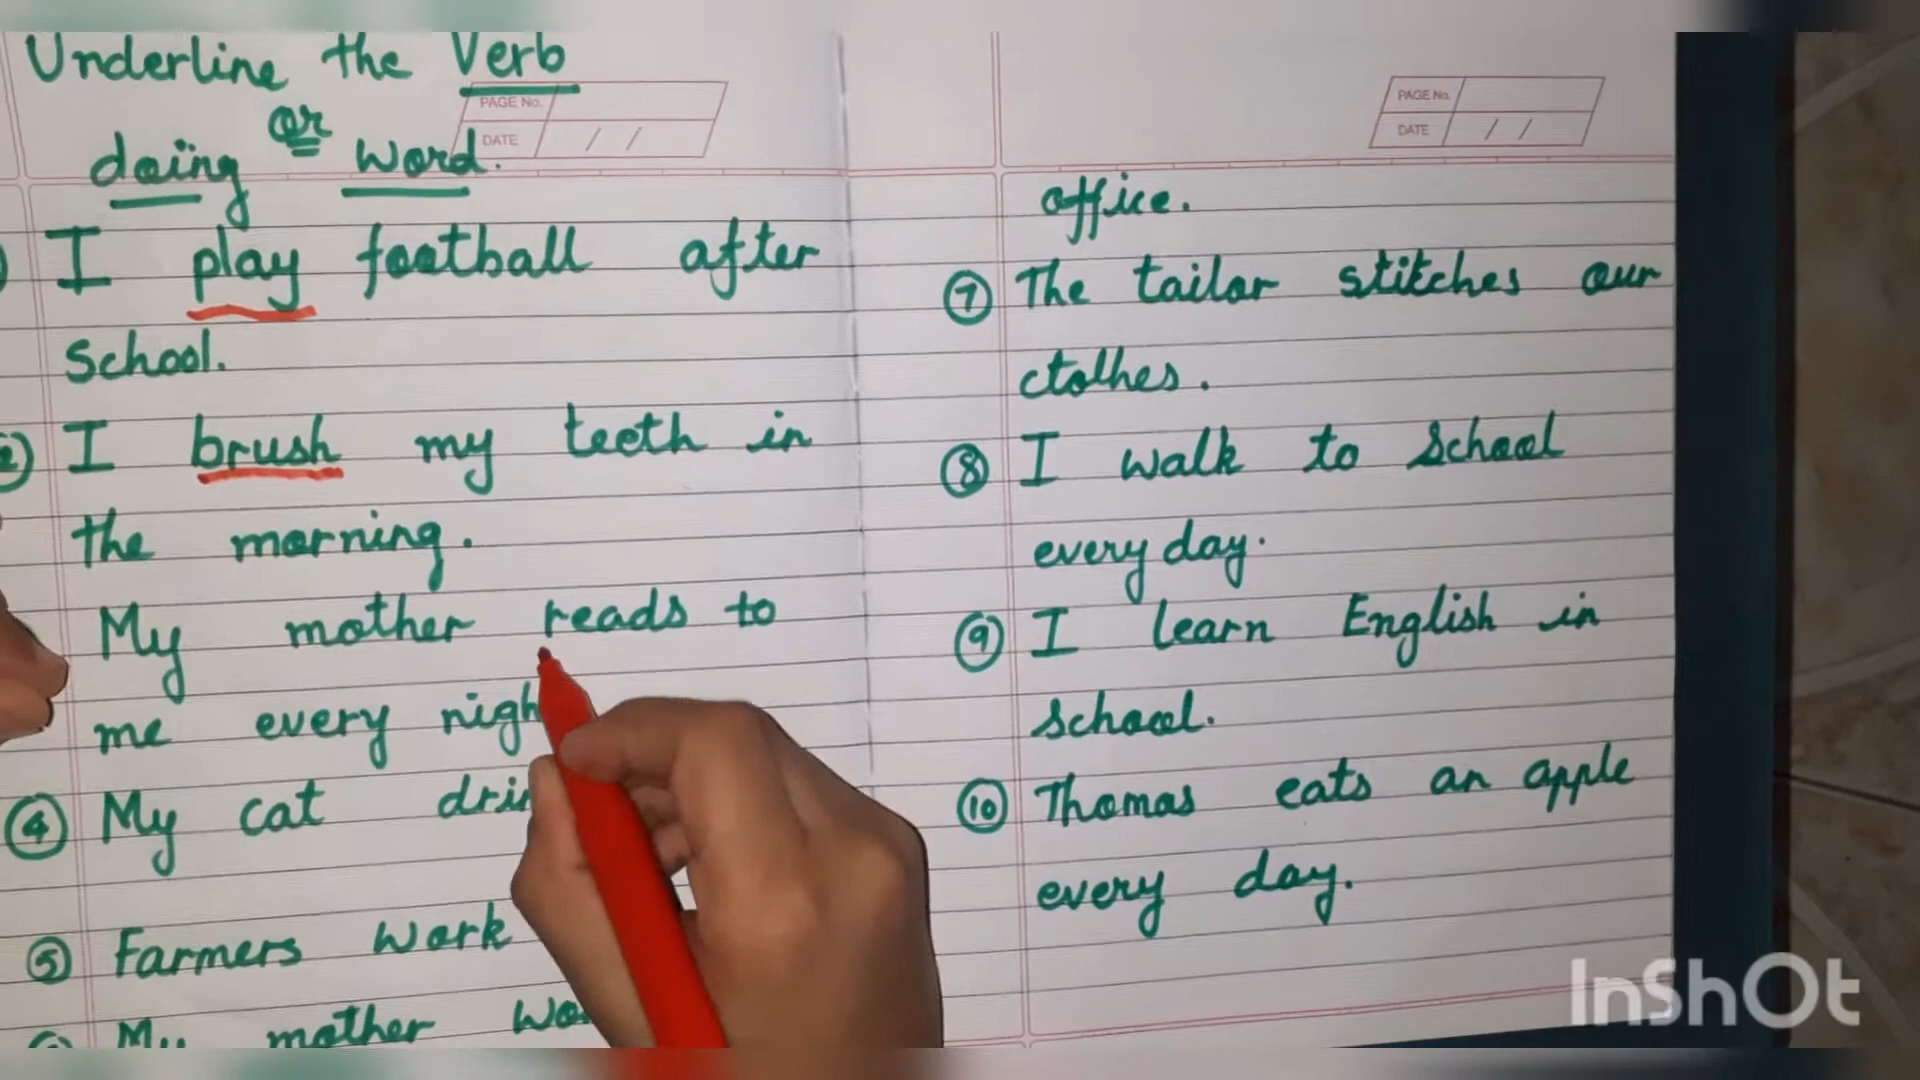 Underline the Verb
or
doing word.
PAGE No.
DATE / /
I play football after
School.
2) I brush my teeth in
the morning.
My mother reads to
me every
4 My cat
5 Farmers work
My mother
PAGE No.
DATE / /
office.
7 The tailor stitches our
ctolhes.
8 I walk to School
every day.
9 I learn English in
school.
10 Thomas eats an apple
every day.
InShOt